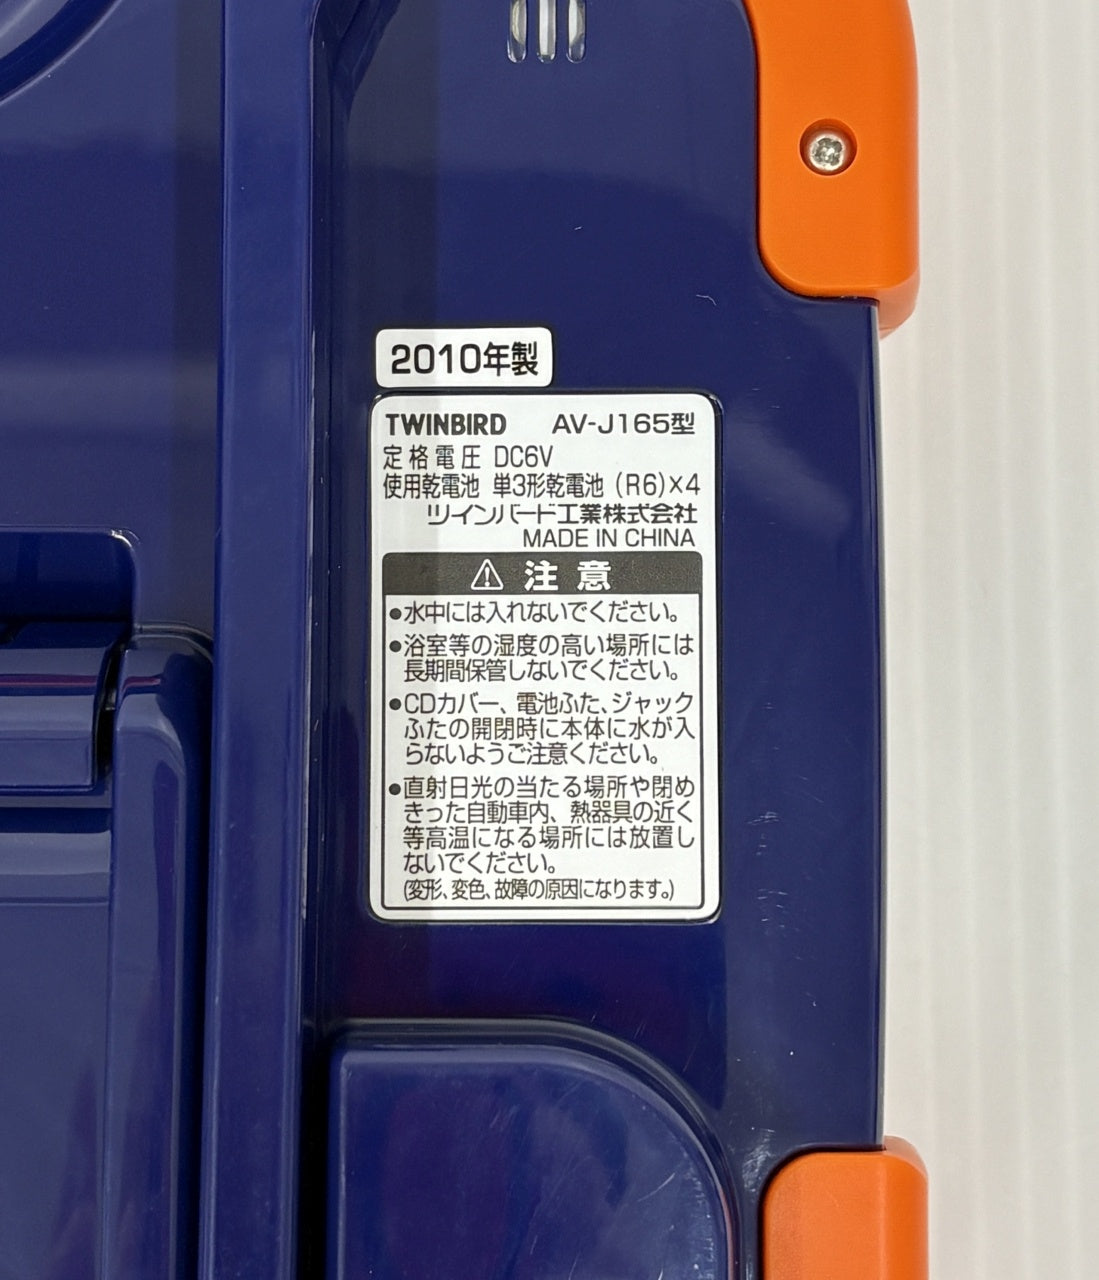 2010年製
TWINBIRD AV-J165型
定格電圧 DC6V
使用乾電池 単3形乾電池(R6)×4
ツインバード工業株式会社
MADE IN CHINA
⚠注意
●水中には入れないでください。
●浴室等の湿度の高い場所には
長期間保管しないでください。
●CDカバー、電池ふた、ジャック
ふたの開閉時に本体に水が入
らないようご注意ください。
●直射日光の当たる場所や閉め
きった自動車内、熱器具の近く
等高温になる場所には放置し
ないでください。
(変形、変色、故障の原因になります。)